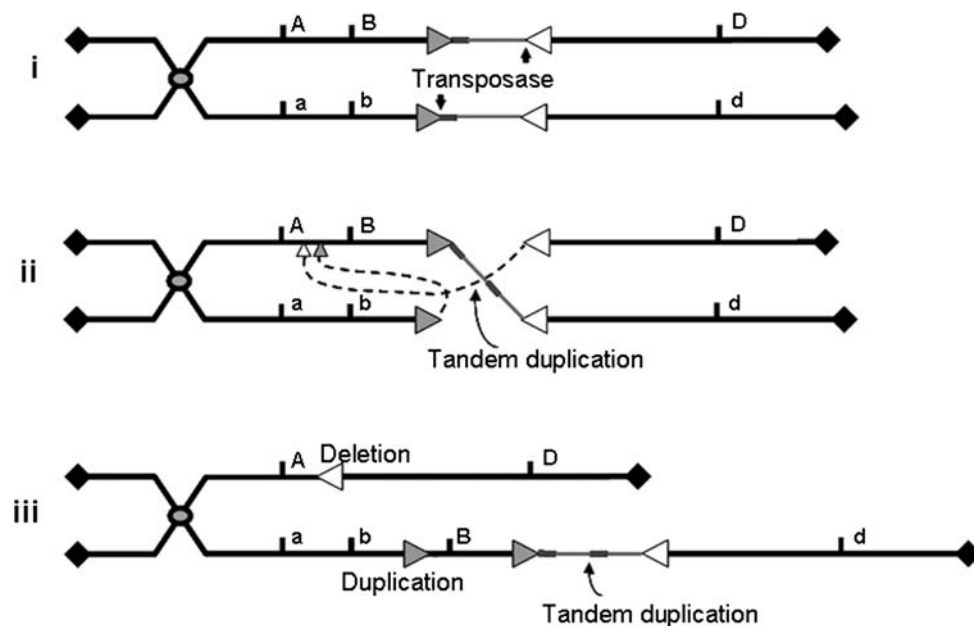 A B D
i
Transposase
a b d
A B D
ii
a b d
Tandem duplication
A Deletion D
iii
a b B d
Duplication
Tandem duplication